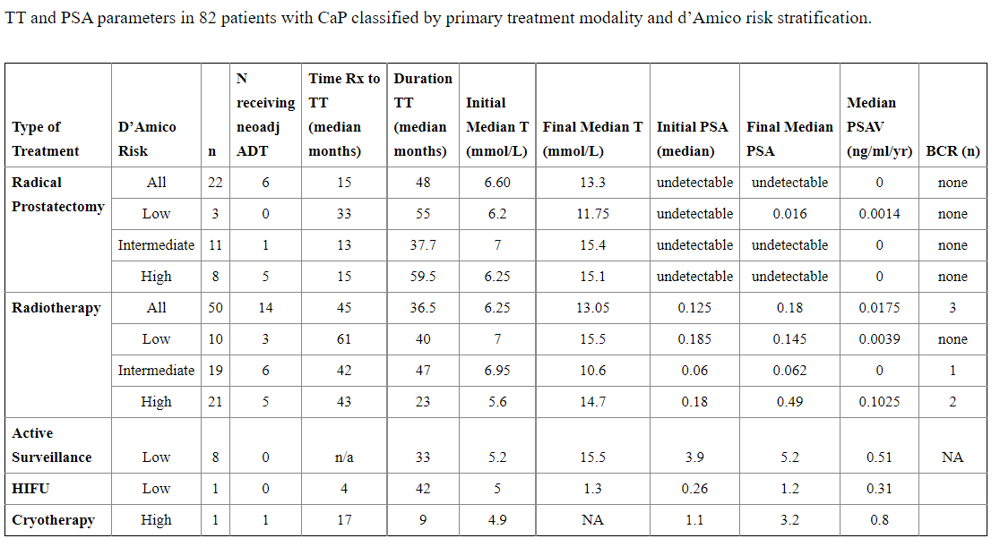 TT and PSA parameters in 82 patients with CaP classified by primary treatment modality and d’Amico risk stratification.
Type of Treatment | D’Amico Risk | n | N receiving neoadj ADT | Time Rx to TT (median months) | Duration TT (median months) | Initial Median T (mmol/L) | Final Median T (mmol/L) | Initial PSA (median) | Final Median PSA | Median PSAV (ng/ml/yr) | BCR (n)
Radical Prostatectomy | All | 22 | 6 | 15 | 48 | 6.60 | 13.3 | undetectable | undetectable | 0 | none
Low | 3 | 0 | 33 | 55 | 6.2 | 11.75 | undetectable | 0.016 | 0.0014 | none
Intermediate | 11 | 1 | 13 | 37.7 | 7 | 15.4 | undetectable | undetectable | 0 | none
High | 8 | 5 | 15 | 59.5 | 6.25 | 15.1 | undetectable | undetectable | 0 | none
Radiotherapy | All | 50 | 14 | 45 | 36.5 | 6.25 | 13.05 | 0.125 | 0.18 | 0.0175 | 3
Low | 10 | 3 | 61 | 40 | 7 | 15.5 | 0.185 | 0.145 | 0.0039 | none
Intermediate | 19 | 6 | 42 | 47 | 6.95 | 10.6 | 0.06 | 0.062 | 0 | 1
High | 21 | 5 | 43 | 23 | 5.6 | 14.7 | 0.18 | 0.49 | 0.1025 | 2
Active Surveillance | Low | 8 | 0 | n/a | 33 | 5.2 | 15.5 | 3.9 | 5.2 | 0.51 | NA
HIFU | Low | 1 | 0 | 4 | 42 | 5 | 1.3 | 0.26 | 1.2 | 0.31
Cryotherapy | High | 1 | 1 | 17 | 9 | 4.9 | NA | 1.1 | 3.2 | 0.8